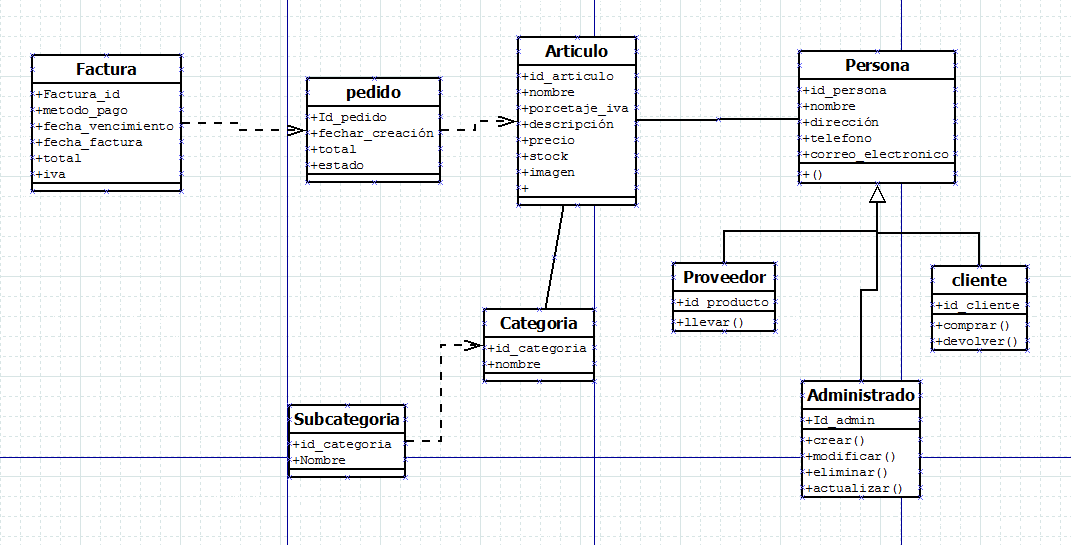 Factura
+Factura_id
+metodo_pago
+fecha_vencimiento
+fecha_factura
+total
+iva
pedido
+Id_pedido
+fechar_creación
+total
+estado
Articulo
+id_articulo
+nombre
+porcetaje_iva
+descripción
+precio
+stock
+imagen
+
Persona
+id_persona
+nombre
+dirección
+telefono
+correo_electronico
+()
Proveedor
+id_producto
+llevar()
cliente
+id_cliente
+comprar()
+devolver()
Categoria
+id_categoria
+nombre
Administrado
+Id_admin
+crear()
+modificar()
+eliminar()
+actualizar()
Subcategoria
+id_categoria
+Nombre